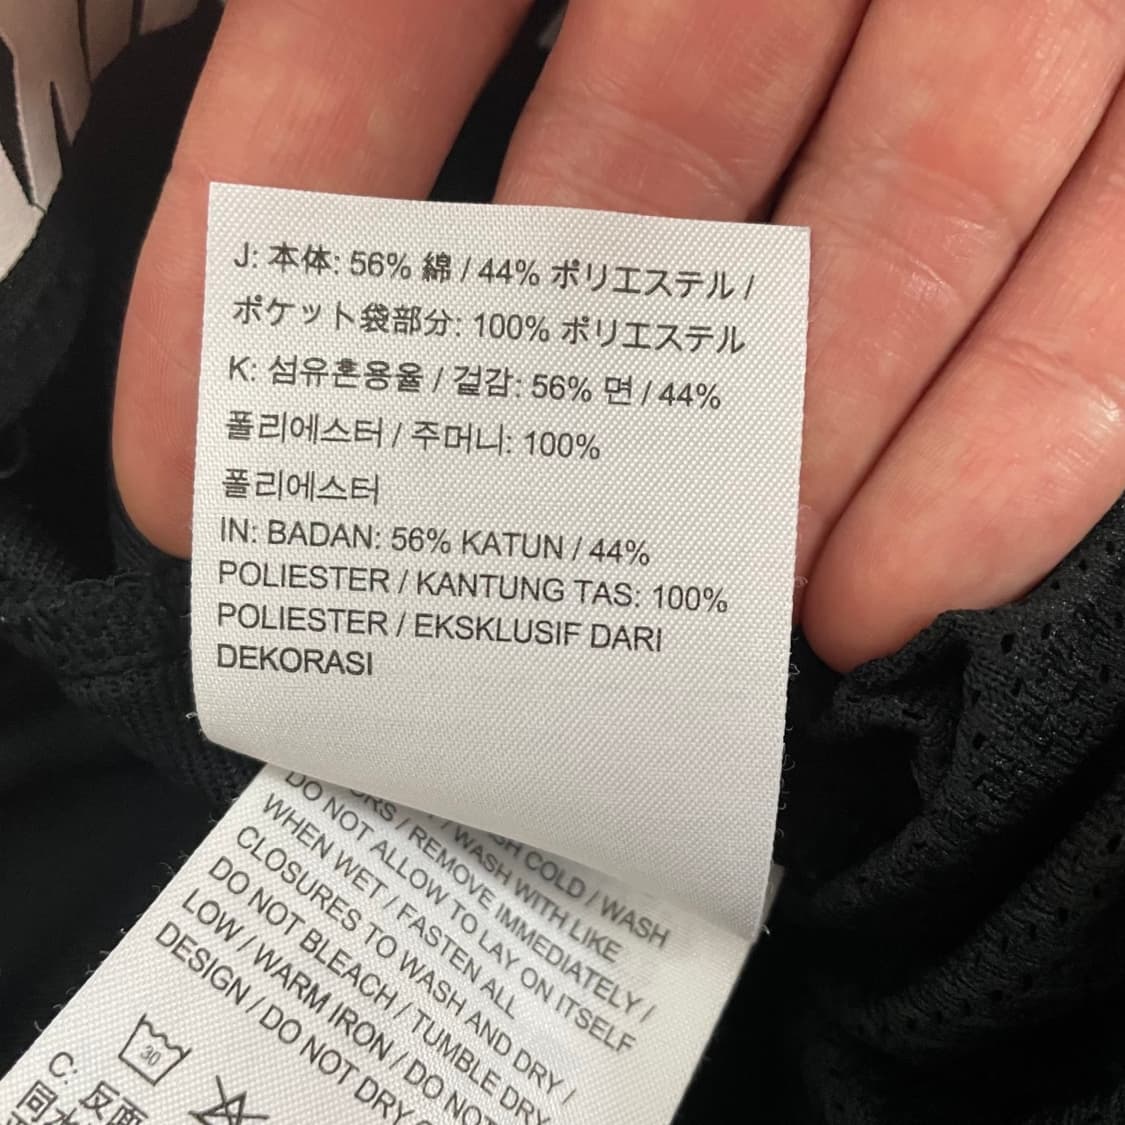 J: 本体: 56% 綿 / 44% ポリエステル /
ポケット袋部分: 100% ポリエステル
K: 섬유혼용율 / 겉감: 56% 면 / 44%
폴리에스터 / 주머니: 100%
폴리에스터
IN: BADAN: 56% KATUN / 44%
POLIESTER / KANTUNG TAS: 100%
POLIESTER / EKSKLUSIF DARI
DEKORASI
COLD / WASH
/ WASH WITH LIKE
/ REMOVE IMMEDIATELY /
DO NOT ALLOW TO LAY ON ITSELF
WHEN WET / FASTEN ALL
CLOSURES TO WASH AND DRY /
DO NOT BLEACH / TUMBLE DRY
LOW / WARM IRON / DO NOT
DESIGN / DO NOT DRY
30
C: 反面
同水